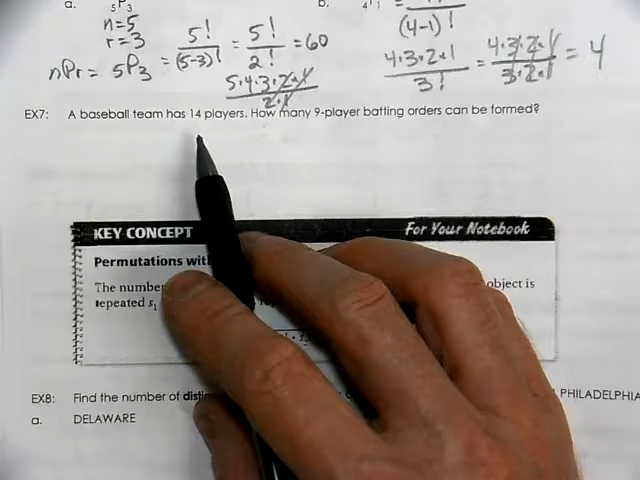 a. 5P3
n=5
r=3
nPr = 5P3 = 5!/(5-3)! = 5!/2! = 60
5·4·3·2·1/2·1
b. 4P1
(4-1)!
4·3·2·1/3! = 4·3·2·1/3·2·1 = 4
EX7: A baseball team has 14 players. How many 9-player batting orders can be formed?
KEY CONCEPT For Your Notebook
Permutations
The number object is
repeated s1
EX8: Find the number of PHILADELPHIA
a. DELAWARE